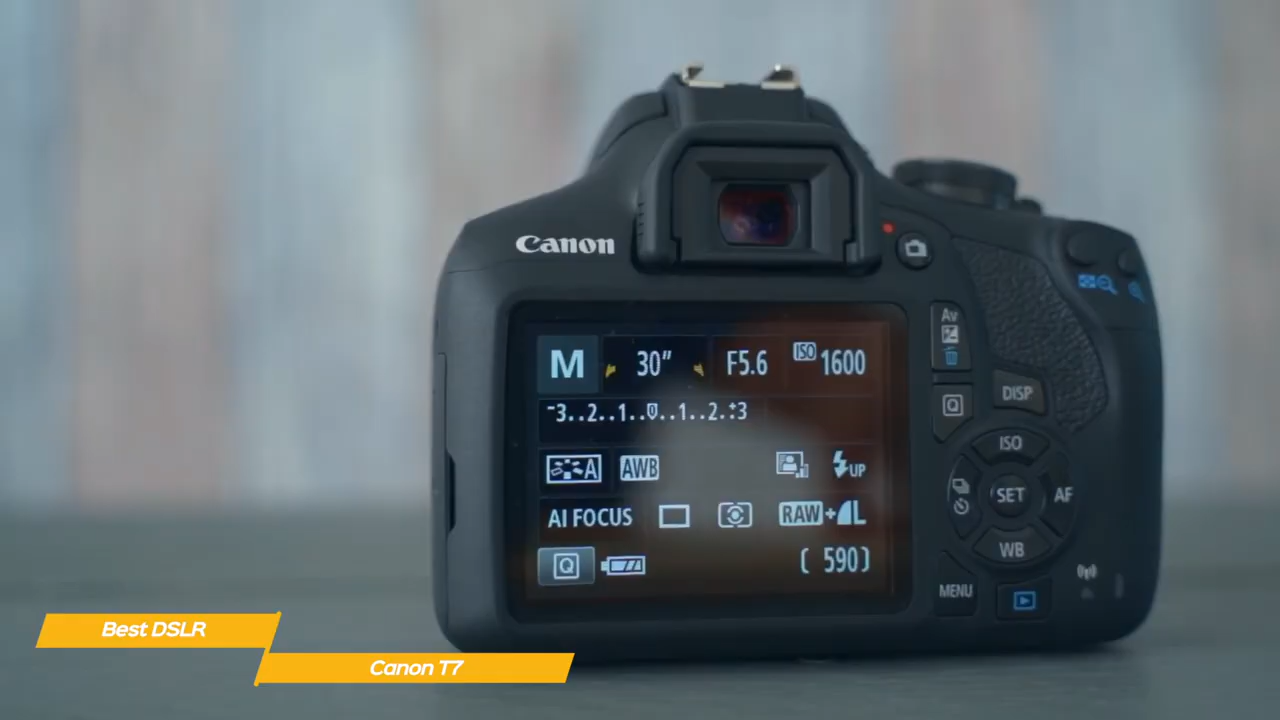 Canon
M 30" F5.6 ISO 1600
-3..2..1..0..1..2.:+3
A AWB UP
AI FOCUS RAW+L
Q (590)
Av
Q DISP
ISO
SET AF
WB
MENU
Best DSLR
Canon T7